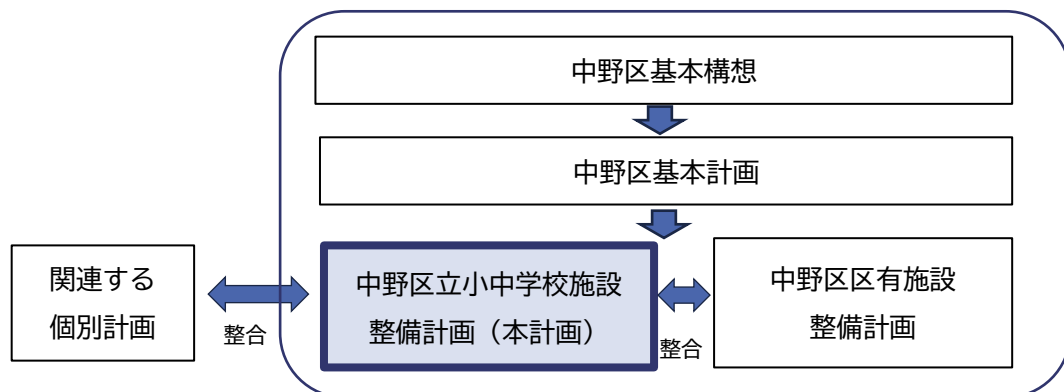 中野区基本構想
中野区基本計画
関連する
個別計画
整合
中野区立小中学校施設
整備計画（本計画）
整合
中野区区有施設
整備計画